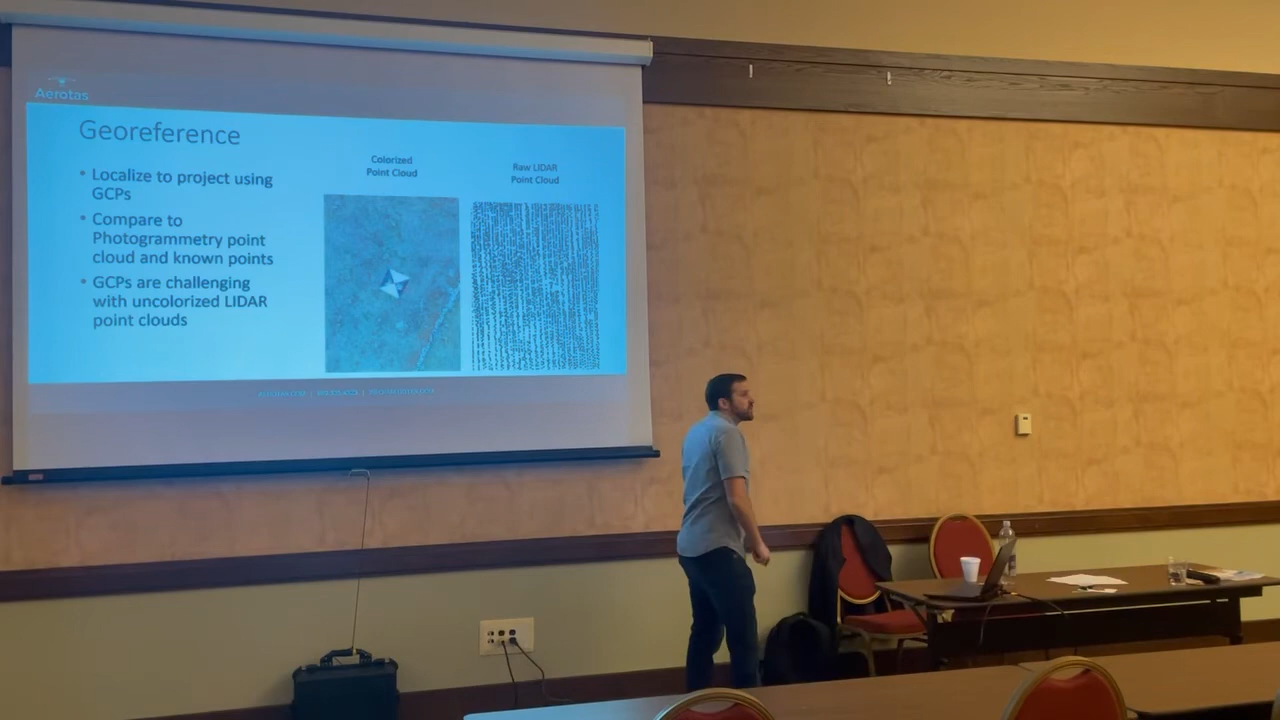 Aerotas
Georeference
• Localize to project using
GCPs
• Compare to
Photogrammetry point
cloud and known points
• GCPs are challenging
with uncolorized LIDAR
point clouds
Colorized
Point Cloud
Raw LIDAR
Point Cloud